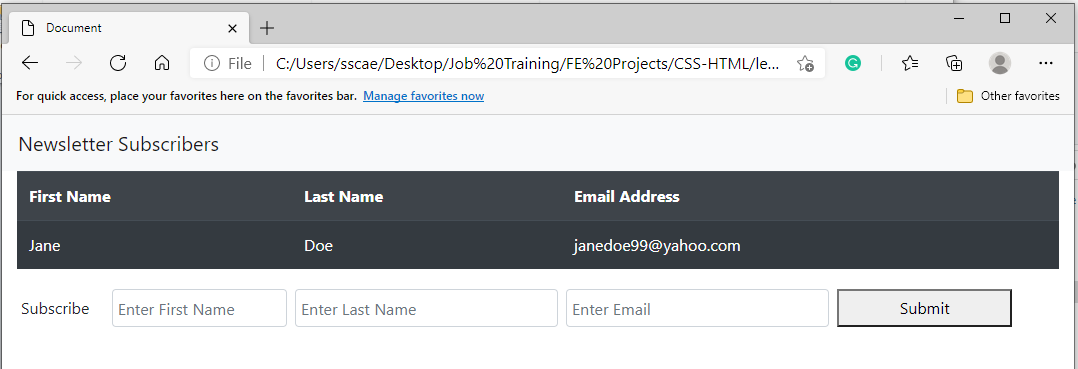 Document
File C:/Users/sscae/Desktop/Job%20Training/FE%20Projects/CSS-HTML/le...
For quick access, place your favorites here on the favorites bar. Manage favorites now Other favorites
Newsletter Subscribers
First Name Last Name Email Address
Jane Doe janedoe99@yahoo.com
Subscribe Enter First Name Enter Last Name Enter Email Submit